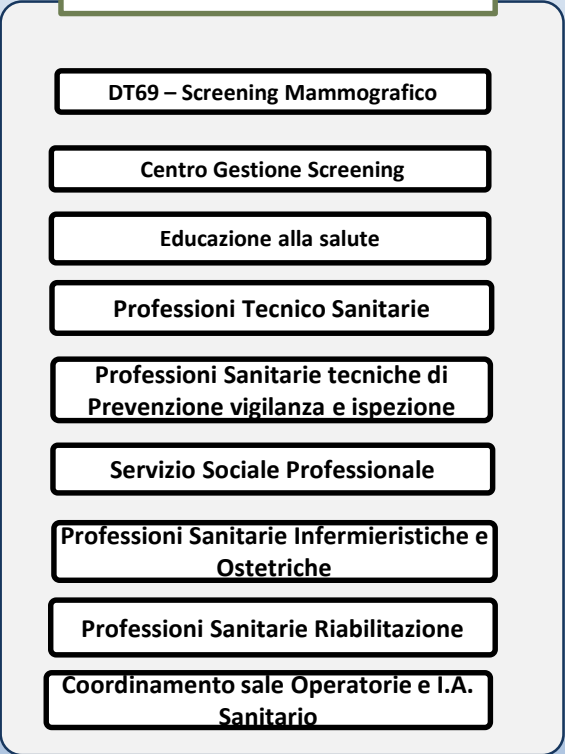 DT69 – Screening Mammografico
Centro Gestione Screening
Educazione alla salute
Professioni Tecnico Sanitarie
Professioni Sanitarie tecniche di
Prevenzione vigilanza e ispezione
Servizio Sociale Professionale
Professioni Sanitarie Infermieristiche e
Ostetriche
Professioni Sanitarie Riabilitazione
Coordinamento sale Operatorie e I.A.
Sanitario